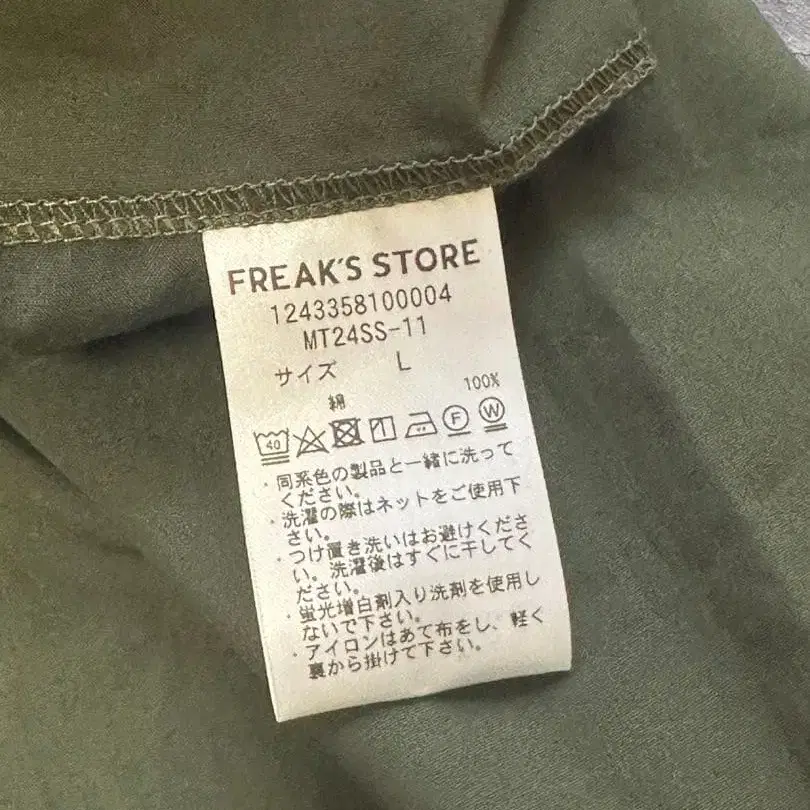 FREAK'S STORE
1243358100004
MT24SS-11
サイズ L
綿 100%
40 F W
・同系色の製品と一緒に洗って
ください。
・洗濯の際はネットをご使用下
さい。
・つけ置き洗いはお避けくださ
い。洗濯後はすぐに干してく
ださい。
・蛍光増白剤入り洗剤を使用し
ないで下さい。
・アイロンはあて布をし、軽く
裏から掛けて下さい。